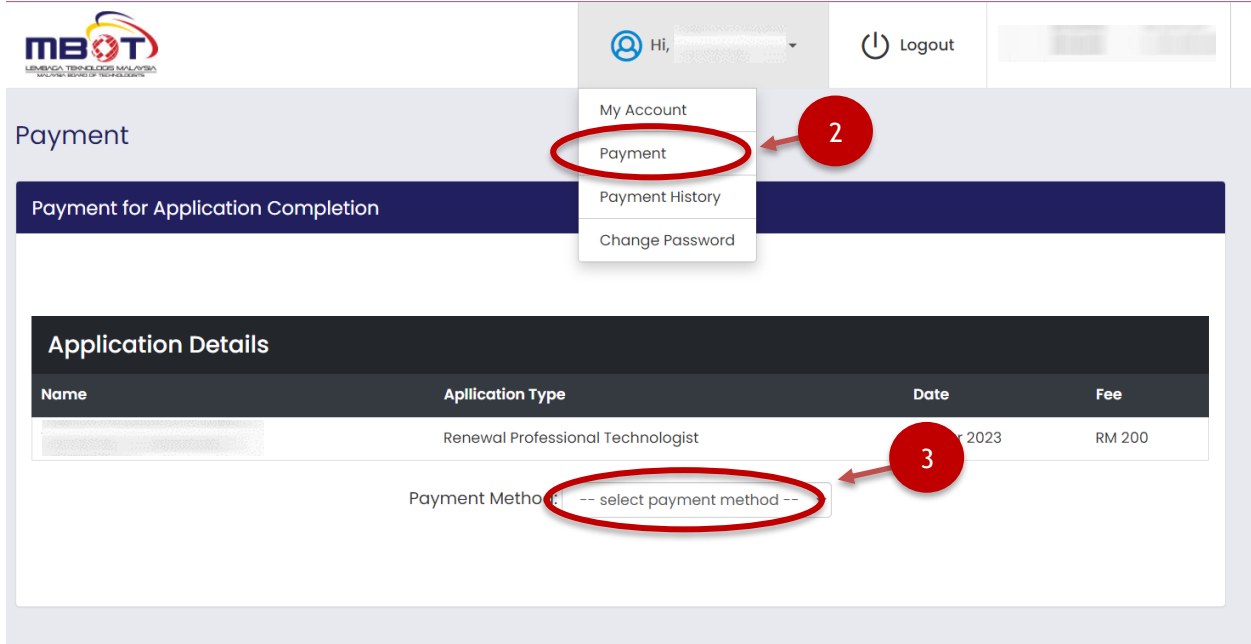 MBOT
LEMBAGA TEKNOLOGIS MALAYSIA
MALAYSIA BOARD OF TECHNOLOGISTS
Hi,
Logout
My Account
Payment
Payment History
Change Password
2
Payment
Payment for Application Completion
Application Details
Name Apllication Type Date Fee
Renewal Professional Technologist 2023 RM 200
3
Payment Method: -- select payment method --